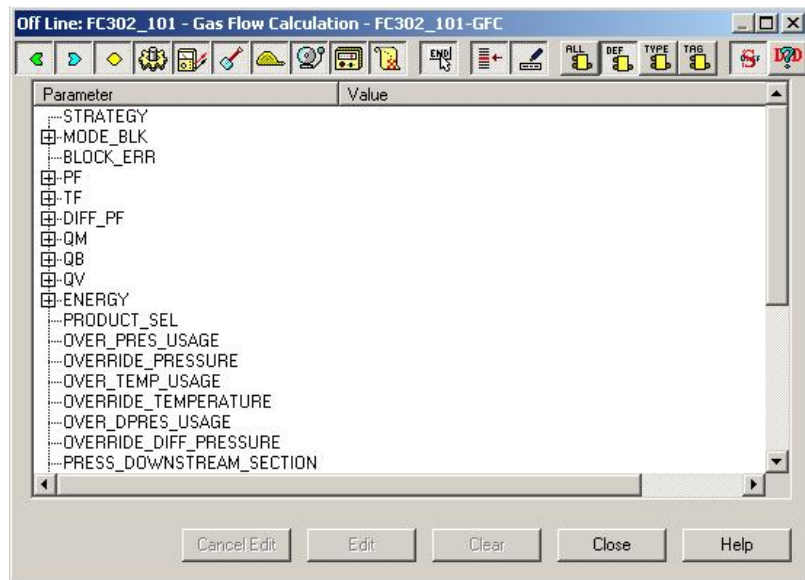 Off Line: FC302_101 - Gas Flow Calculation - FC302_101-GFC
END ALL DEF TYPE TAG
Parameter Value
STRATEGY
MODE_BLK
BLOCK_ERR
PF
TF
DIFF_PF
QM
QB
QV
ENERGY
PRODUCT_SEL
OVER_PRES_USAGE
OVERRIDE_PRESSURE
OVER_TEMP_USAGE
OVERRIDE_TEMPERATURE
OVER_DPRES_USAGE
OVERRIDE_DIFF_PRESSURE
PRESS_DOWNSTREAM_SECTION
Cancel Edit Edit Clear Close Help